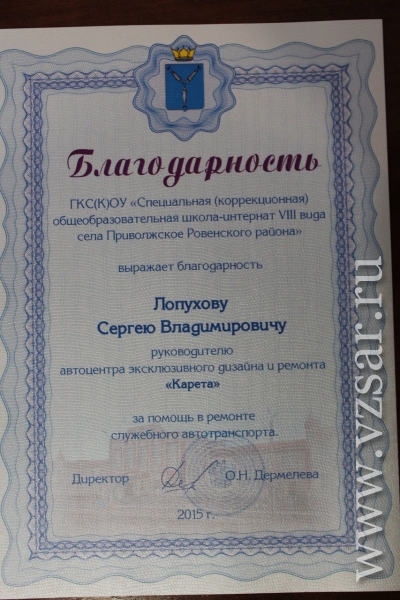 Благодарность
ГКС(К)ОУ «Специальная (коррекционная)
общеобразовательная школа-интернат VIII вида
села Приволжское Ровенского района»
выражает благодарность
Лопухову
Сергею Владимировичу
руководителю
автоцентра эксклюзивного дизайна и ремонта
«Карета»
за помощь в ремонте
служебного автотранспорта.
Директор О.Н. Дермелева
2015 г.
www.vzsar.ru